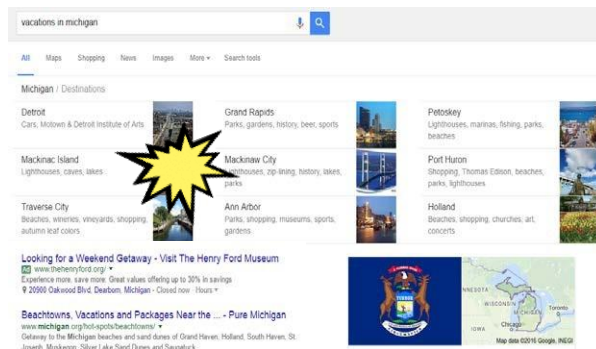 vacations in michigan
All Maps Shopping News Images More Search tools
Michigan / Destinations
Detroit
Cars, Motown & Detroit Institute of Arts
Grand Rapids
Parks, gardens, history, beer, sports
Petoskey
Lighthouses, marinas, fishing, parks,
beaches
Mackinac Island
Lighthouses, caves, lakes
Mackinaw City
Lighthouses, zip-lining, history, lakes,
parks
Port Huron
Shopping, Thomas Edison, beaches,
parks, lighthouses
Traverse City
Beaches, wineries, vineyards, shopping,
autumn leaf colors
Ann Arbor
Parks, shopping, museums, sports,
gardens
Holland
Beaches, shopping, churches, art,
concerts
Looking for a Weekend Getaway - Visit The Henry Ford Museum
Ad www.thehenryford.org/
Experience more. save more. Great values offering up to 30% in savings
20900 Oakwood Blvd, Dearborn, Michigan - Closed now · Hours
Beachtowns, Vacations and Packages Near the ... - Pure Michigan
www.michigan.org/hot-spots/beachtowns/
Getaway to the Michigan beaches and sand dunes of Grand Haven, Holland, South Haven, St.
Joseph, Muskegon, Silver Lake Sand Dunes and Saugatuck
TUEBOR
WISCONSIN
MICHIGAN
Toronto
Chicago
IOWA
Map data ©2016 Google, INEGI